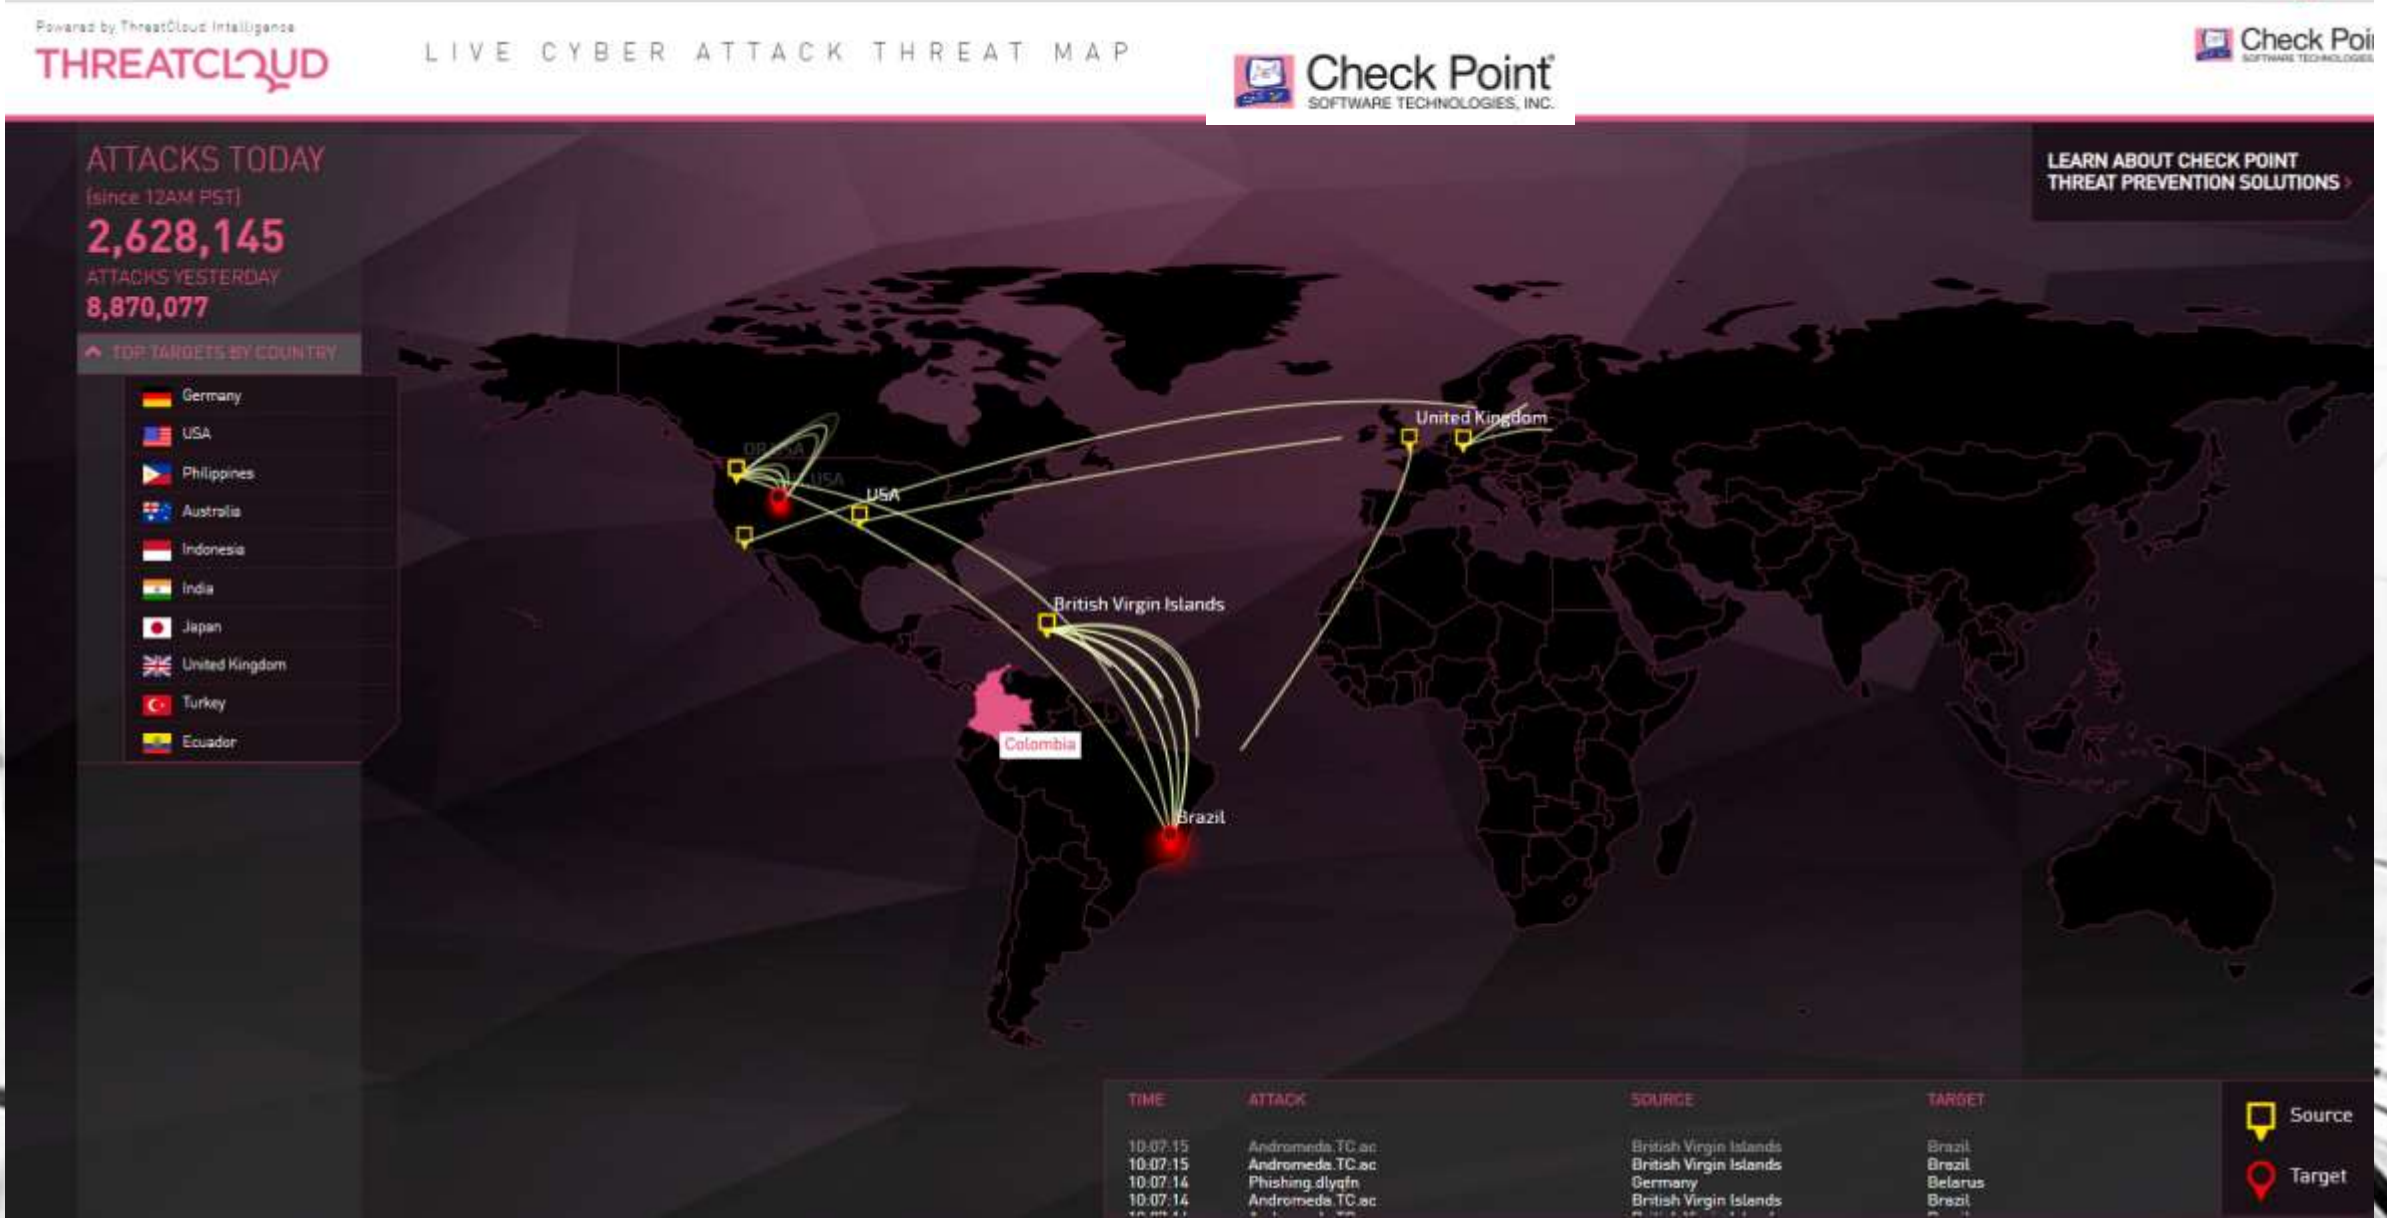 Powered by ThreatCloud Intelligence
THREATCLOUD
LIVE CYBER ATTACK THREAT MAP
Check Point
SOFTWARE TECHNOLOGIES, INC.
Check Poi
SOFTWARE TECHNOLOGIES
ATTACKS TODAY
(since 12AM PST)
2,628,145
ATTACKS YESTERDAY
8,870,077
TOP TARGETS BY COUNTRY
Germany
USA
Philippines
Australia
Indonesia
India
Japan
United Kingdom
Turkey
Ecuador
LEARN ABOUT CHECK POINT
THREAT PREVENTION SOLUTIONS >
United Kingdom
OR, USA
USA
USA
British Virgin Islands
Colombia
Brazil
TIME ATTACK SOURCE TARGET
10:07:15 Andromeda.TC.ac British Virgin Islands Brazil
10:07:15 Andromeda.TC.ac British Virgin Islands Brazil
10:07:14 Phishing.dlyqfn Germany Belarus
10:07:14 Andromeda.TC.ac British Virgin Islands Brazil
Source
Target